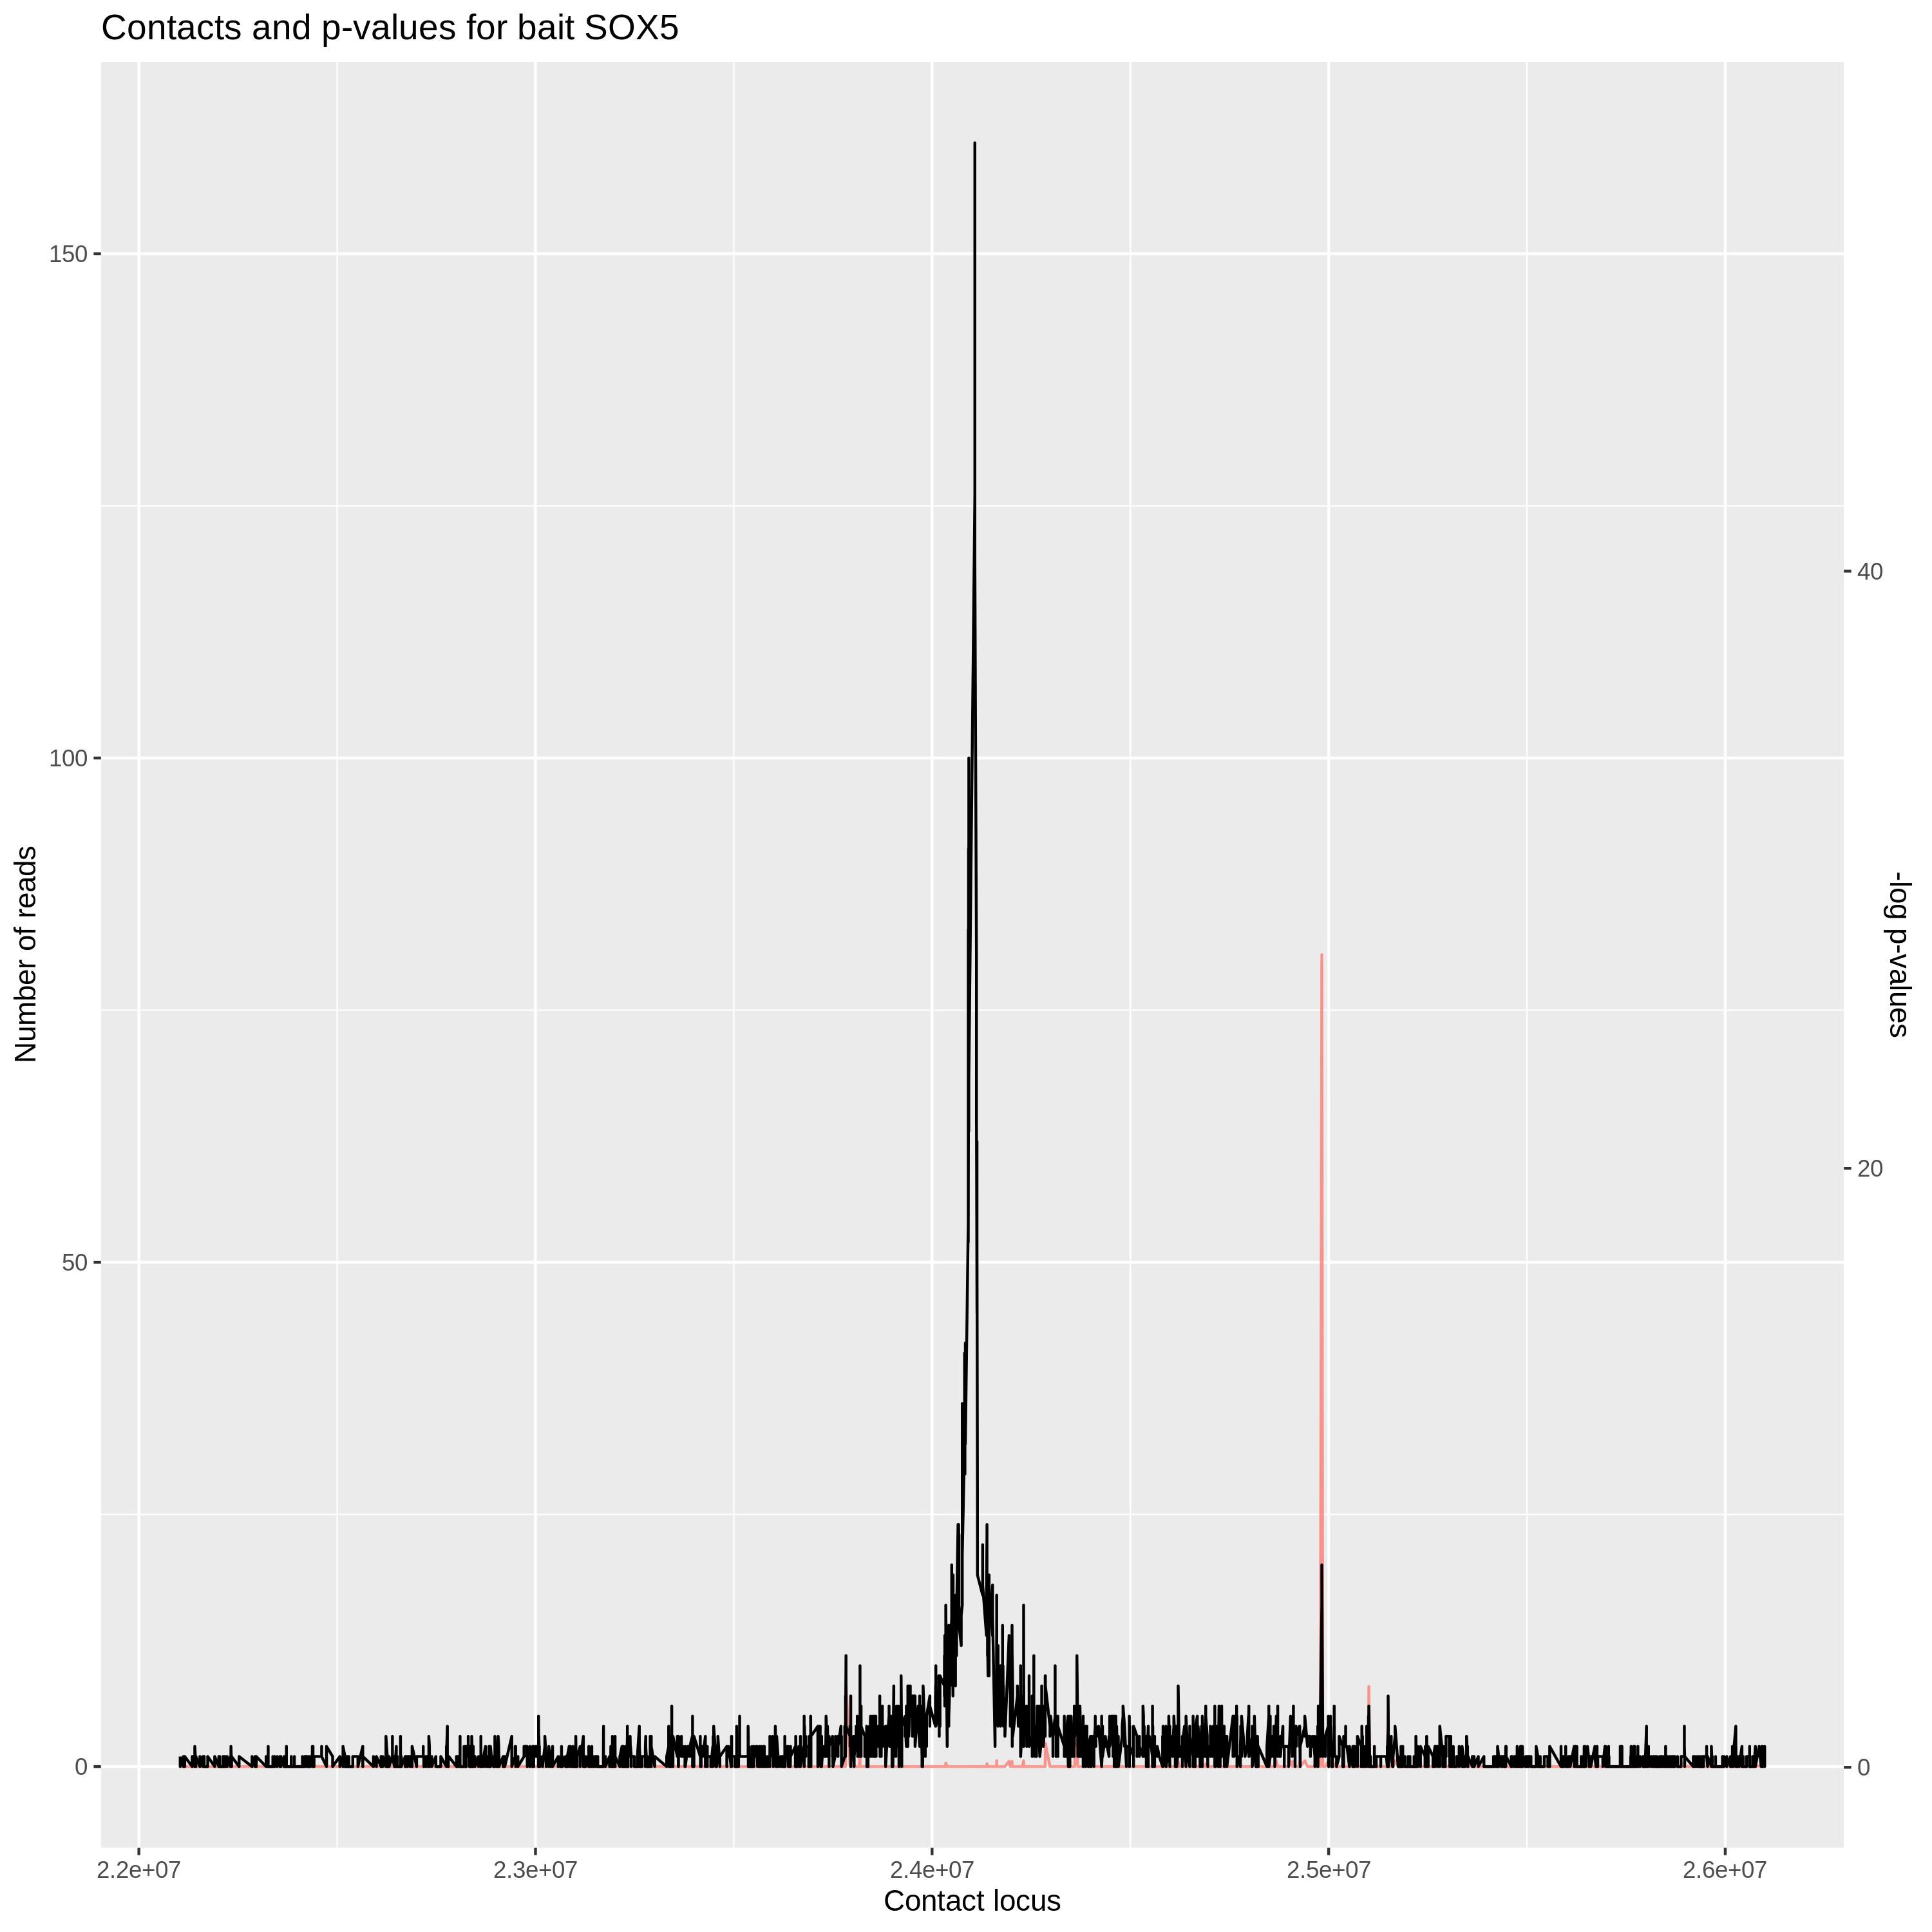 Contacts and p-values for bait SOX5
150
100
50
0
Number of reads
40
20
0
-log p-values
2.2e+07 2.3e+07 2.4e+07 2.5e+07 2.6e+07
Contact locus